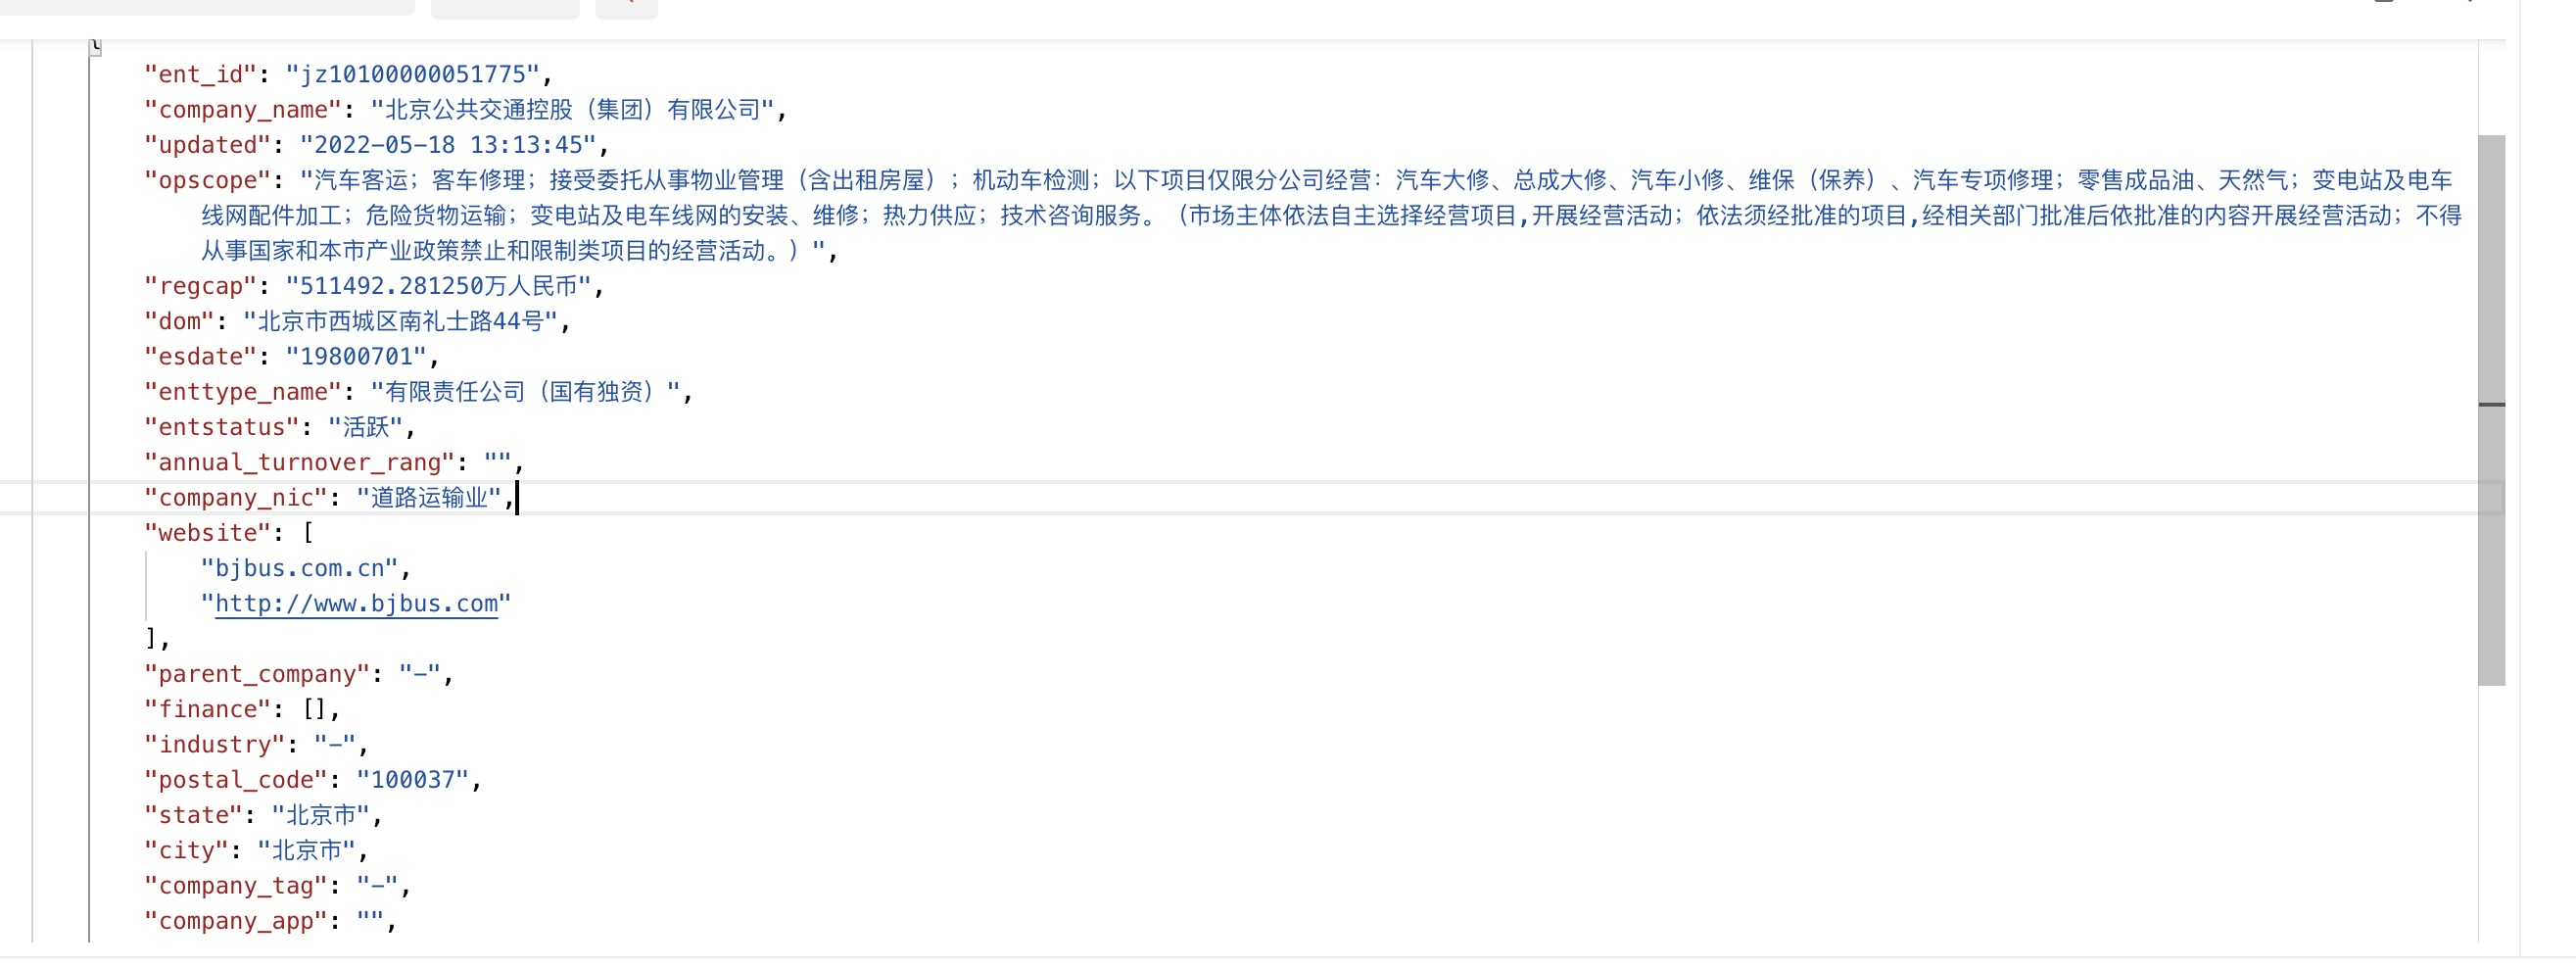 {
"ent_id": "jz10100000051775",
"company_name": "北京公共交通控股（集团）有限公司",
"updated": "2022-05-18 13:13:45",
"opscope": "汽车客运；客车修理；接受委托从事物业管理（含出租房屋）；机动车检测；以下项目仅限分公司经营：汽车大修、总成大修、汽车小修、维保（保养）、汽车专项修理；零售成品油、天然气；变电站及电车
线网配件加工；危险货物运输；变电站及电车线网的安装、维修；热力供应；技术咨询服务。（市场主体依法自主选择经营项目,开展经营活动；依法须经批准的项目,经相关部门批准后依批准的内容开展经营活动；不得
从事国家和本市产业政策禁止和限制类项目的经营活动。）",
"regcap": "511492.281250万人民币",
"dom": "北京市西城区南礼士路44号",
"esdate": "19800701",
"enttype_name": "有限责任公司（国有独资）",
"entstatus": "活跃",
"annual_turnover_rang": "",
"company_nic": "道路运输业",
"website": [
"bjbus.com.cn",
"http://www.bjbus.com"
],
"parent_company": "-",
"finance": [],
"industry": "-",
"postal_code": "100037",
"state": "北京市",
"city": "北京市",
"company_tag": "-",
"company_app": "",